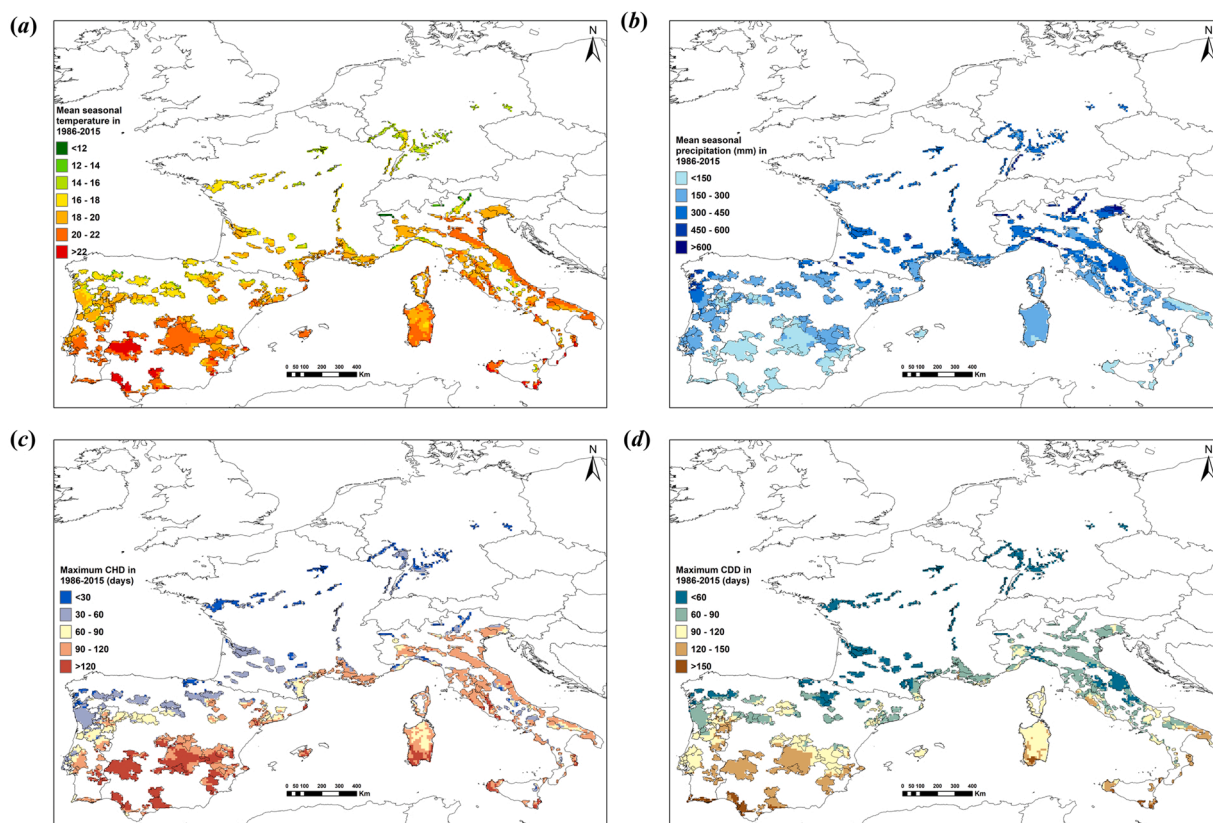 (a)
N
Mean seasonal
temperature in
1986-2015
<12
12 - 14
14 - 16
16 - 18
18 - 20
20 - 22
>22
0 50 100 200 300 400
Km
(b)
N
Mean seasonal
precipitation (mm) in
1986-2015
<150
150 - 300
300 - 450
450 - 600
>600
0 50 100 200 300 400
Km
(c)
N
Maximum CHD in
1986-2015 (days)
<30
30 - 60
60 - 90
90 - 120
>120
0 50 100 200 300 400
Km
(d)
N
Maximum CDD in
1986-2015 (days)
<60
60 - 90
90 - 120
120 - 150
>150
0 50 100 200 300 400
Km